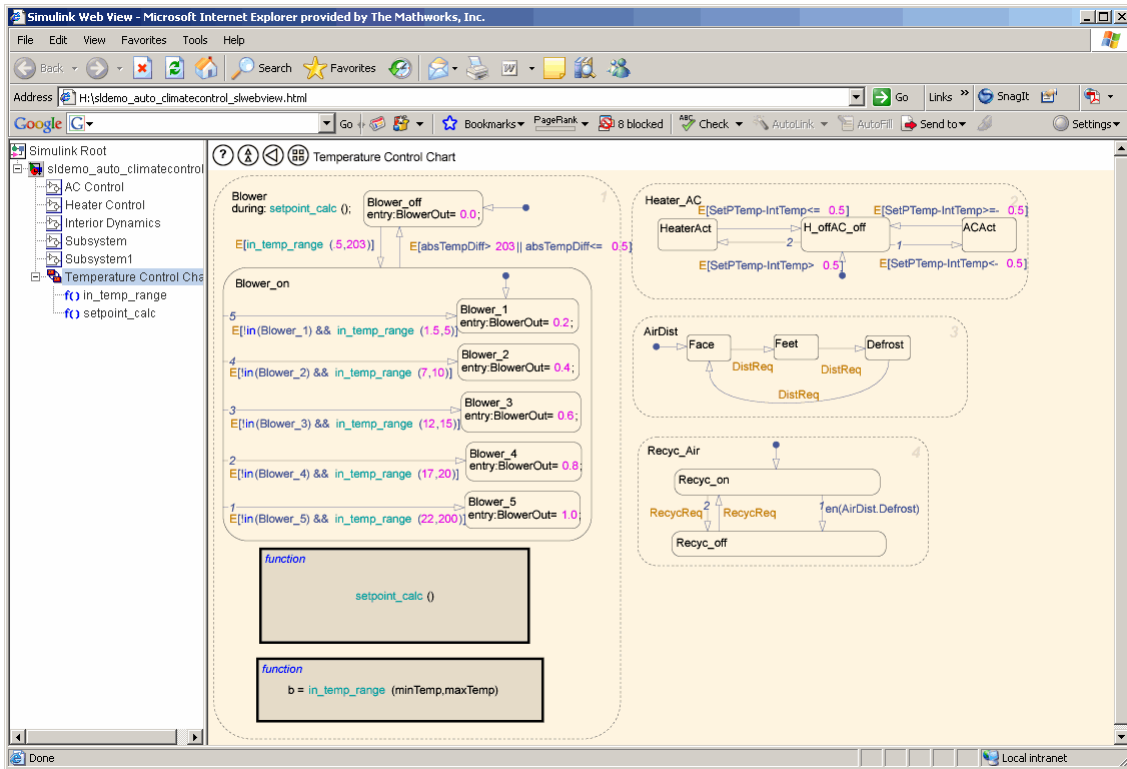 Simulink Web View - Microsoft Internet Explorer provided by The Mathworks, Inc.
File Edit View Favorites Tools Help
Back Search Favorites
Address H:\sldemo_auto_climatecontrol_slwebview.html Go Links » SnagIt
Google G Go Bookmarks PageRank 8 blocked ABC Check AutoLink AutoFill Send to Settings
Simulink Root
sldemo_auto_climatecontrol
AC Control
Heater Control
Interior Dynamics
Subsystem
Subsystem1
Temperature Control Cha
f() in_temp_range
f() setpoint_calc
? Temperature Control Chart
1
Blower
during: setpoint_calc ();
Blower_off
entry:BlowerOut= 0.0;
E[in_temp_range (.5,203)]
E[absTempDiff> 203 || absTempDiff<= 0.5]
Blower_on
5
E[!in(Blower_1) && in_temp_range (1.5,5)]
Blower_1
entry:BlowerOut= 0.2;
4
E[!in(Blower_2) && in_temp_range (7,10)]
Blower_2
entry:BlowerOut= 0.4;
3
E[!in(Blower_3) && in_temp_range (12,15)]
Blower_3
entry:BlowerOut= 0.6;
2
E[!in(Blower_4) && in_temp_range (17,20)]
Blower_4
entry:BlowerOut= 0.8;
1
E[!in(Blower_5) && in_temp_range (22,200)]
Blower_5
entry:BlowerOut= 1.0;
function
setpoint_calc ()
function
b = in_temp_range (minTemp,maxTemp)
2
Heater_AC
E[SetPTemp-IntTemp<= 0.5]
E[SetPTemp-IntTemp>=- 0.5]
HeaterAct
H_offAC_off
ACAct
2
1
E[SetPTemp-IntTemp> 0.5]
E[SetPTemp-IntTemp<- 0.5]
3
AirDist
Face
Feet
Defrost
DistReq
DistReq
DistReq
4
Recyc_Air
Recyc_on
RecycReq
2
RecycReq
1
en(AirDist.Defrost)
Recyc_off
Done
Local intranet